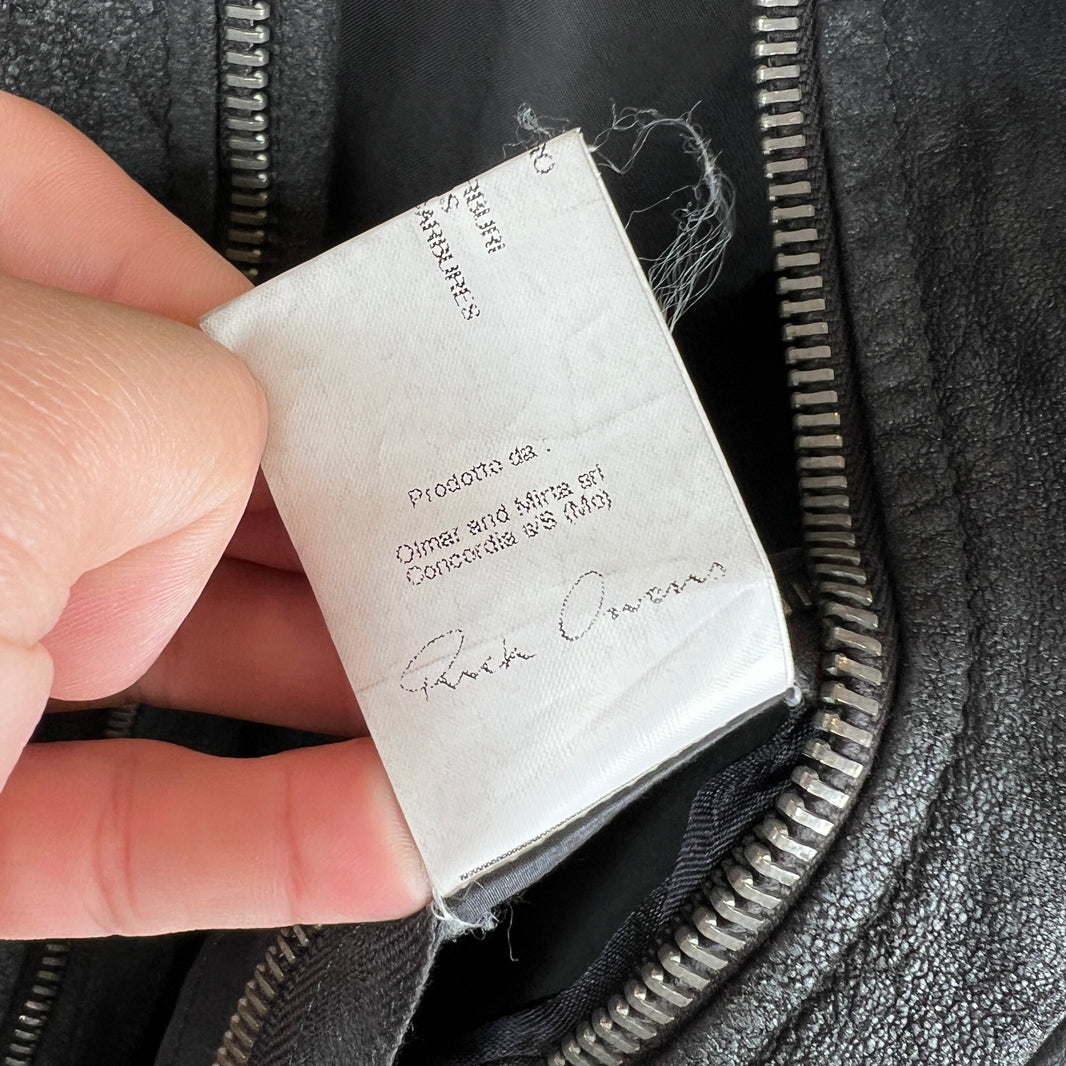 Prodotto da :
Olmar and Mirta srl
Concordia s/S (Mo)
Rick Owens